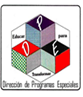 Educar para
D
P
E
Transformar
Dirección de Programas Especiales